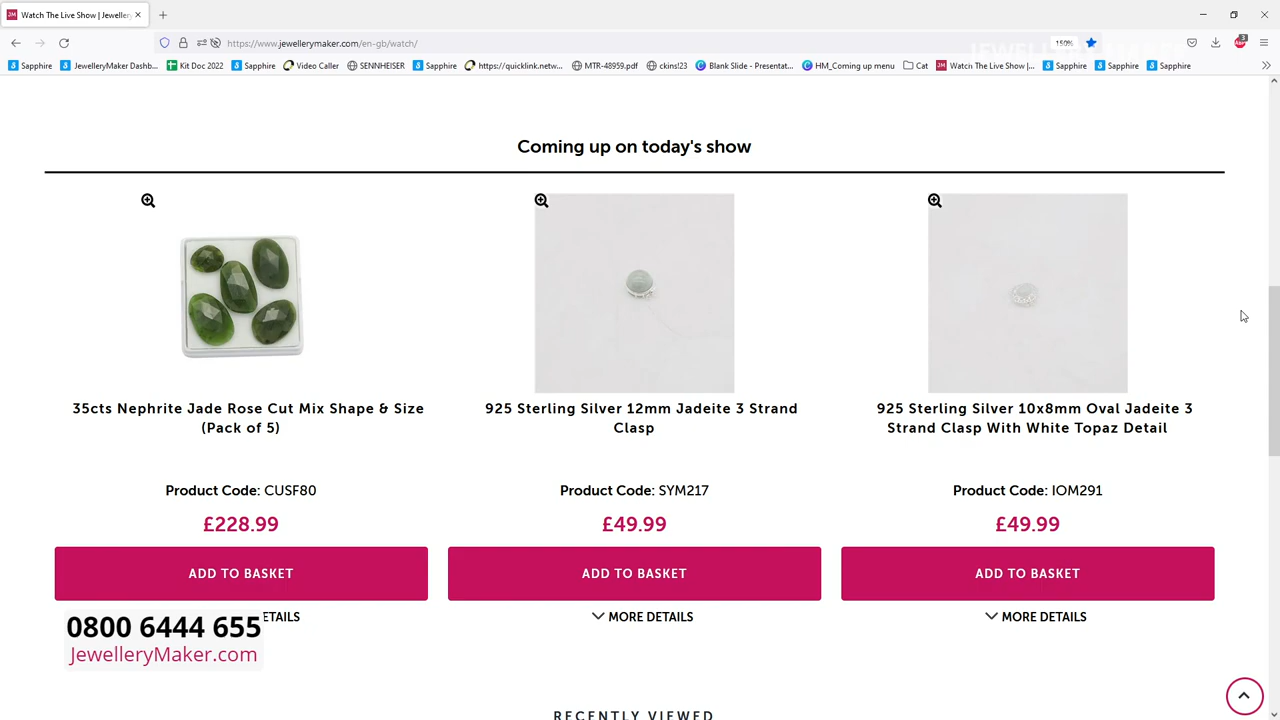 Watch The Live Show | Jeweller
https://www.jewellerymaker.com
gb/watch/
150%
3
Sapphire
JewelleryMaker Dashb...
Kit Doc 2022
Sapphire
Video Caller
SENNHEISER
Sapphire
https://quicklink.netw...
MTR-48959.pdf
ckinsl23
Blank Slide - Presentat...
HM_Coming up menu
Cat
Watch The Live Show |...
Sapphire
Sapphire
Sapphire
Coming up on today's show
35cts Nephrite Jade Rose Cut Mix Shape & Size
(Pack of 5)
Product Code: CUSF80
£228.99
ADD TO BASKET
ETAILS
925 Sterling Silver 12mm Jadeite 3 Strand
Clasp
Product Code: SYM217
£49.99
ADD TO BASKET
MORE DETAILS
925 Sterling Silver 10x8mm Oval Jadeite 3
Strand Clasp With White Topaz Detail
Product Code: IOM291
£49.99
ADD TO BASKET
MORE DETAILS
0800 6444 655
JewelleryMaker.com
RECENTLY VIEWED